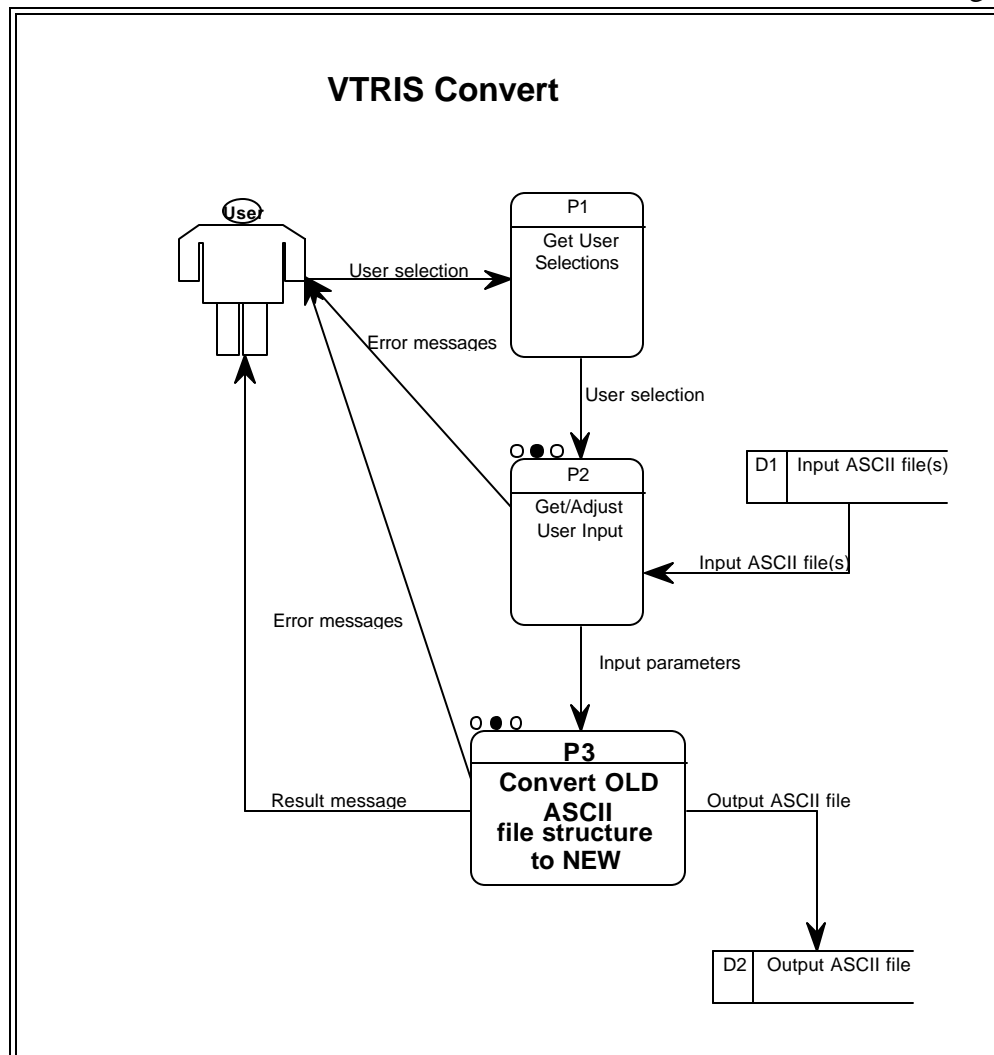 VTRIS Convert
User
P1
Get User
Selections
User selection
Error messages
User selection
P2
Get/Adjust
User Input
D1 Input ASCII file(s)
Input ASCII file(s)
Error messages
Input parameters
P3
Convert OLD
ASCII
file structure
to NEW
Result message
Output ASCII file
D2 Output ASCII file